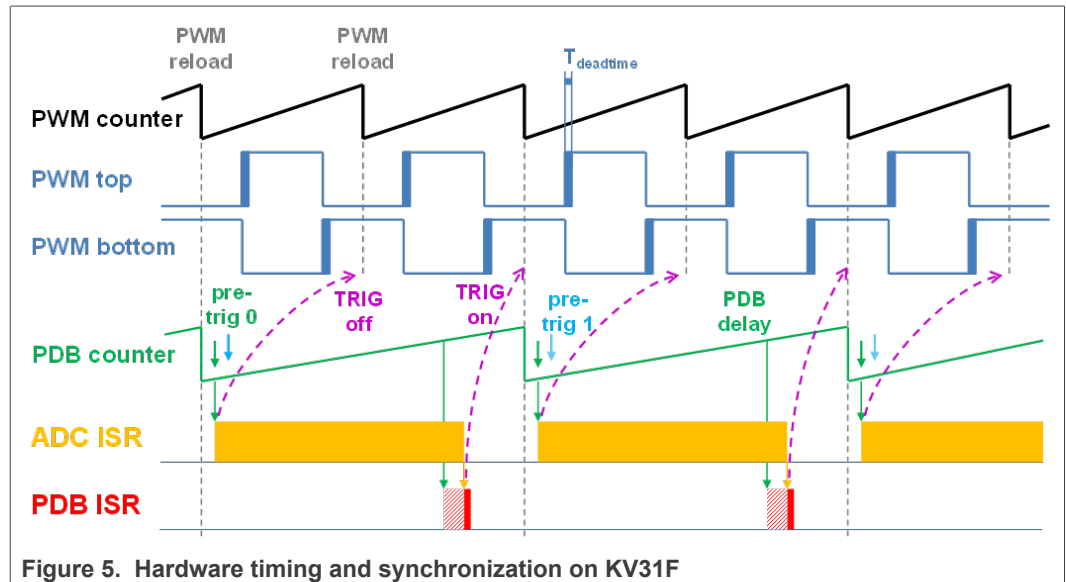 PWM
reload
PWM
reload
T deadtime
PWM counter
PWM top
PWM bottom
pre-
trig 0
TRIG
off
TRIG
on
pre-
trig 1
PDB
delay
PDB counter
ADC ISR
PDB ISR
Figure 5. Hardware timing and synchronization on KV31F